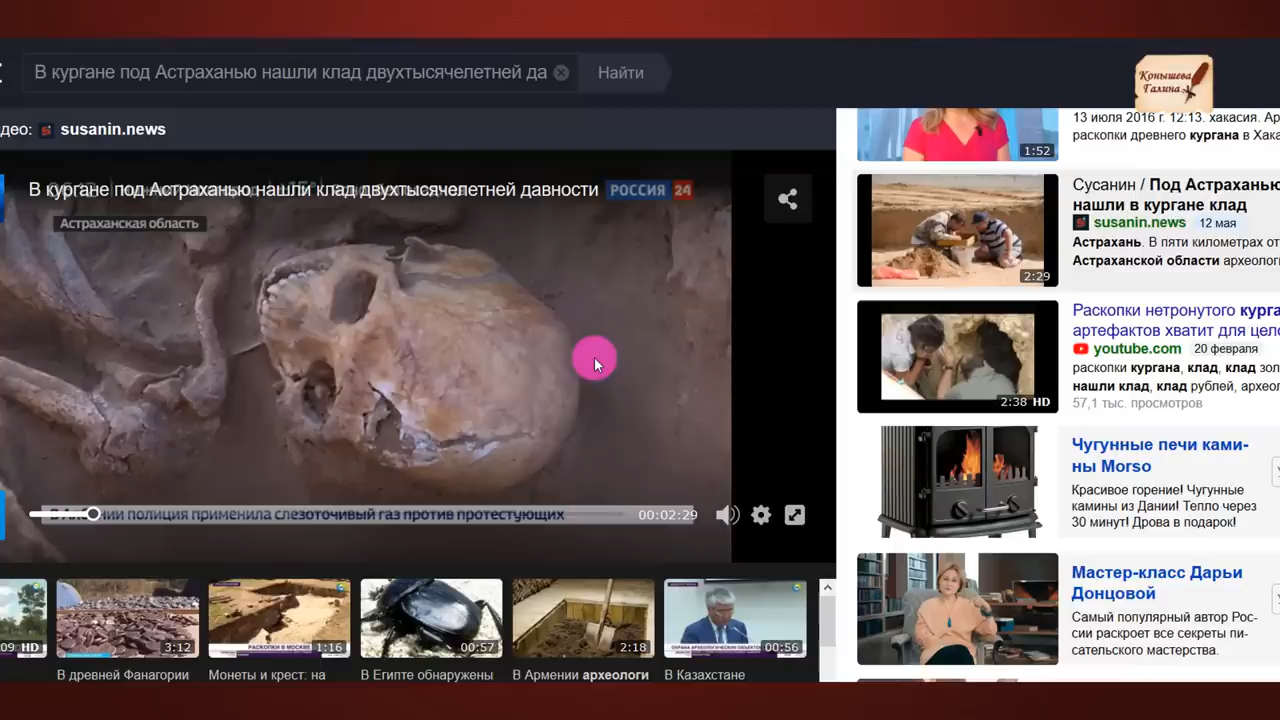 В кургане под Астраханью нашли клад двухтысячелетней да
Найти
Конышева
Галина
део: susanin.news
В кургане под Астраханью нашли клад двухтысячелетней давности
РОССИЯ 24
Астраханская область
полиция применила слезоточивый газ против протестующих
00:02:29
13 июля 2016 г. 12:13. хакасия. Ар
раскопки древнего кургана в Хака
1:52
Сусанин / Под Астраханью
нашли в кургане клад
susanin.news 12 мая
Астрахань. В пяти километрах от
Астраханской области археологи
2:29
Раскопки нетронутого курга
артефактов хватит для цело
youtube.com 20 февраля
раскопки кургана, клад, клад зол
нашли клад, клад рублей, археол
57,1 тыс. просмотров
2:38 HD
Чугунные печи ками-
ны Morso
Красивое горение! Чугунные
камины из Дании! Тепло через
30 минут! Дрова в подарок!
Мастер-класс Дарьи
Донцовой
Самый популярный автор Рос-
сии раскроет все секреты пи-
сательского мастерства.
09 HD
3:12
РАСКОПКИ В МОСКВЕ
1:16
00:57
2:18
00:56
В древней Фанагории
Монеты и крест: на
В Египте обнаружены
В Армении археологи
В Казахстане